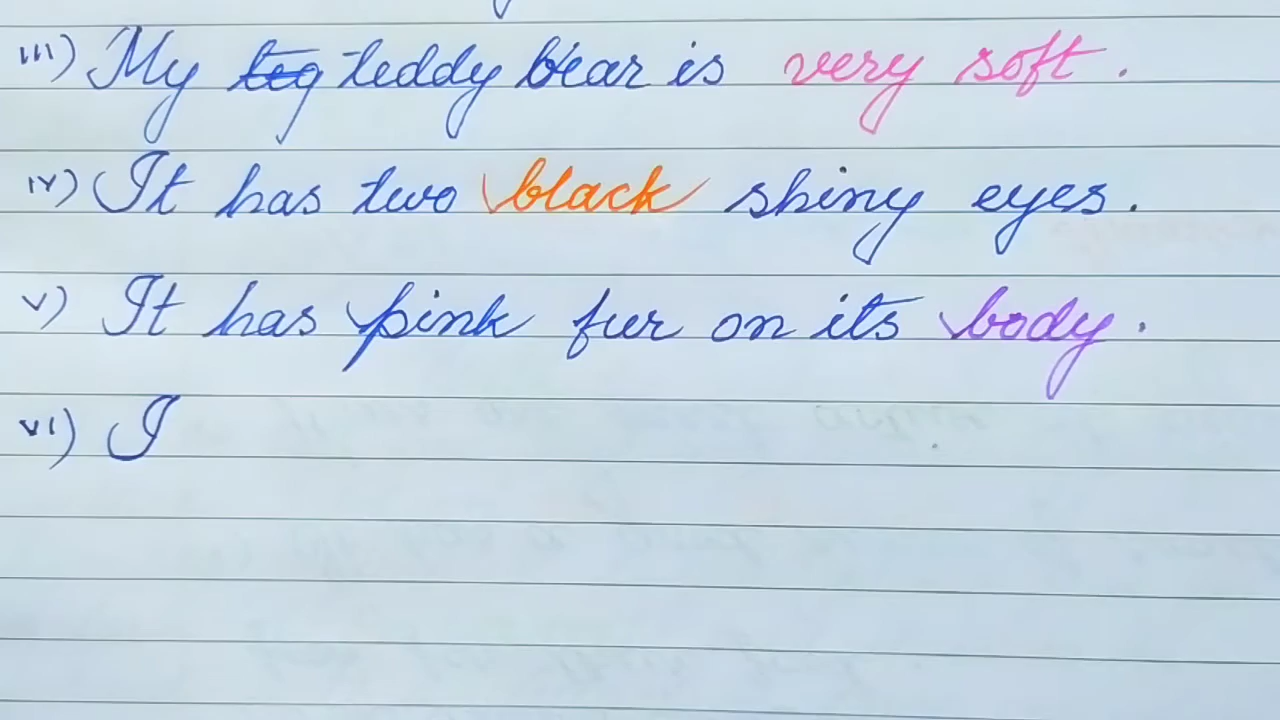 iii) My teg teddy bear is very soft.
iv) It has two black shiny eyes.
v) It has pink fur on its body.
vi) I